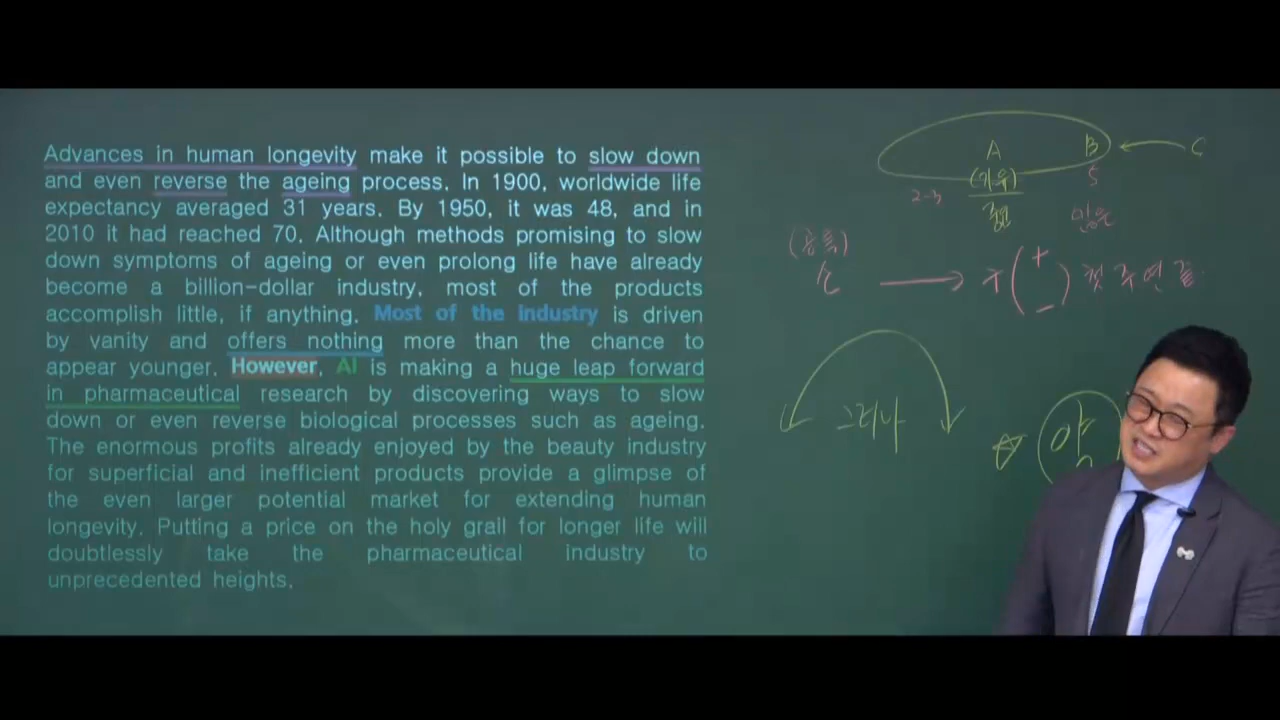 Advances in human longevity make it possible to slow down
and even reverse the ageing process. In 1900, worldwide life
expectancy averaged 31 years. By 1950, it was 48, and in
2010 it had reached 70. Although methods promising to slow
down symptoms of ageing or even prolong life have already
become a billion-dollar industry, most of the products
accomplish little, if anything. Most of the industry is driven
by vanity and offers nothing more than the chance to
appear younger. However, AI is making a huge leap forward
in pharmaceutical research by discovering ways to slow
down or even reverse biological processes such as ageing.
The enormous profits already enjoyed by the beauty industry
for superficial and inefficient products provide a glimpse of
the even larger potential market for extending human
longevity. Putting a price on the holy grail for longer life will
doubtlessly take the pharmaceutical industry to
unprecedented heights.
A B C
2-3 5
그러나